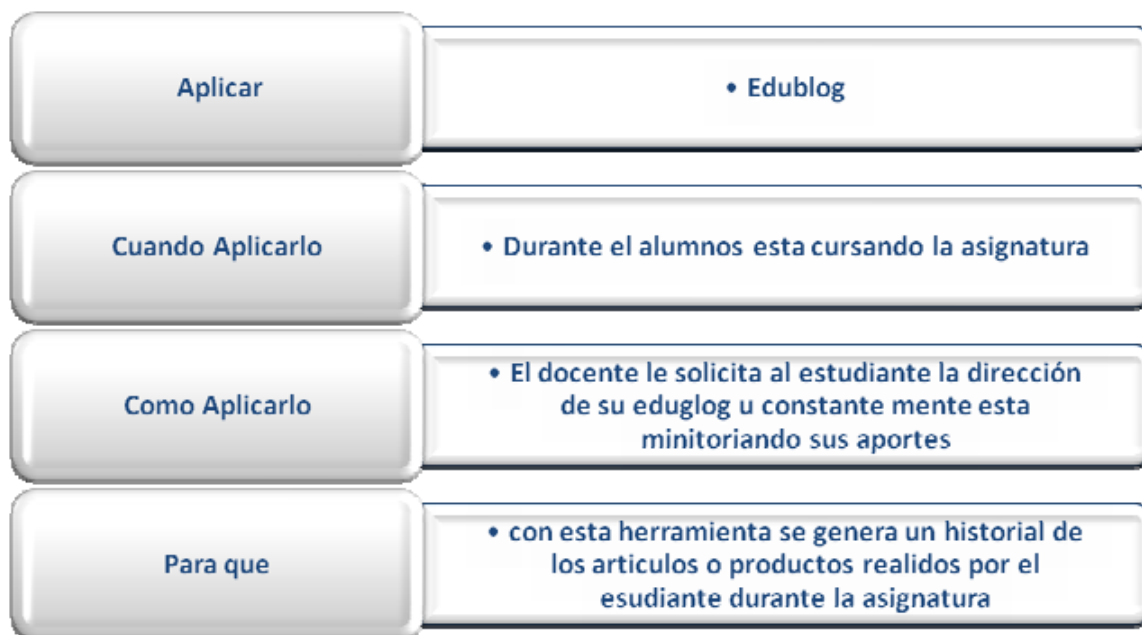 Aplicar
• Edublog
Cuando Aplicarlo
• Durante el alumnos esta cursando la asignatura
Como Aplicarlo
• El docente le solicita al estudiante la dirección
de su eduglog u constante mente esta
minitoriando sus aportes
Para que
• con esta herramienta se genera un historial de
los articulos o productos realidos por el
esudiante durante la asignatura